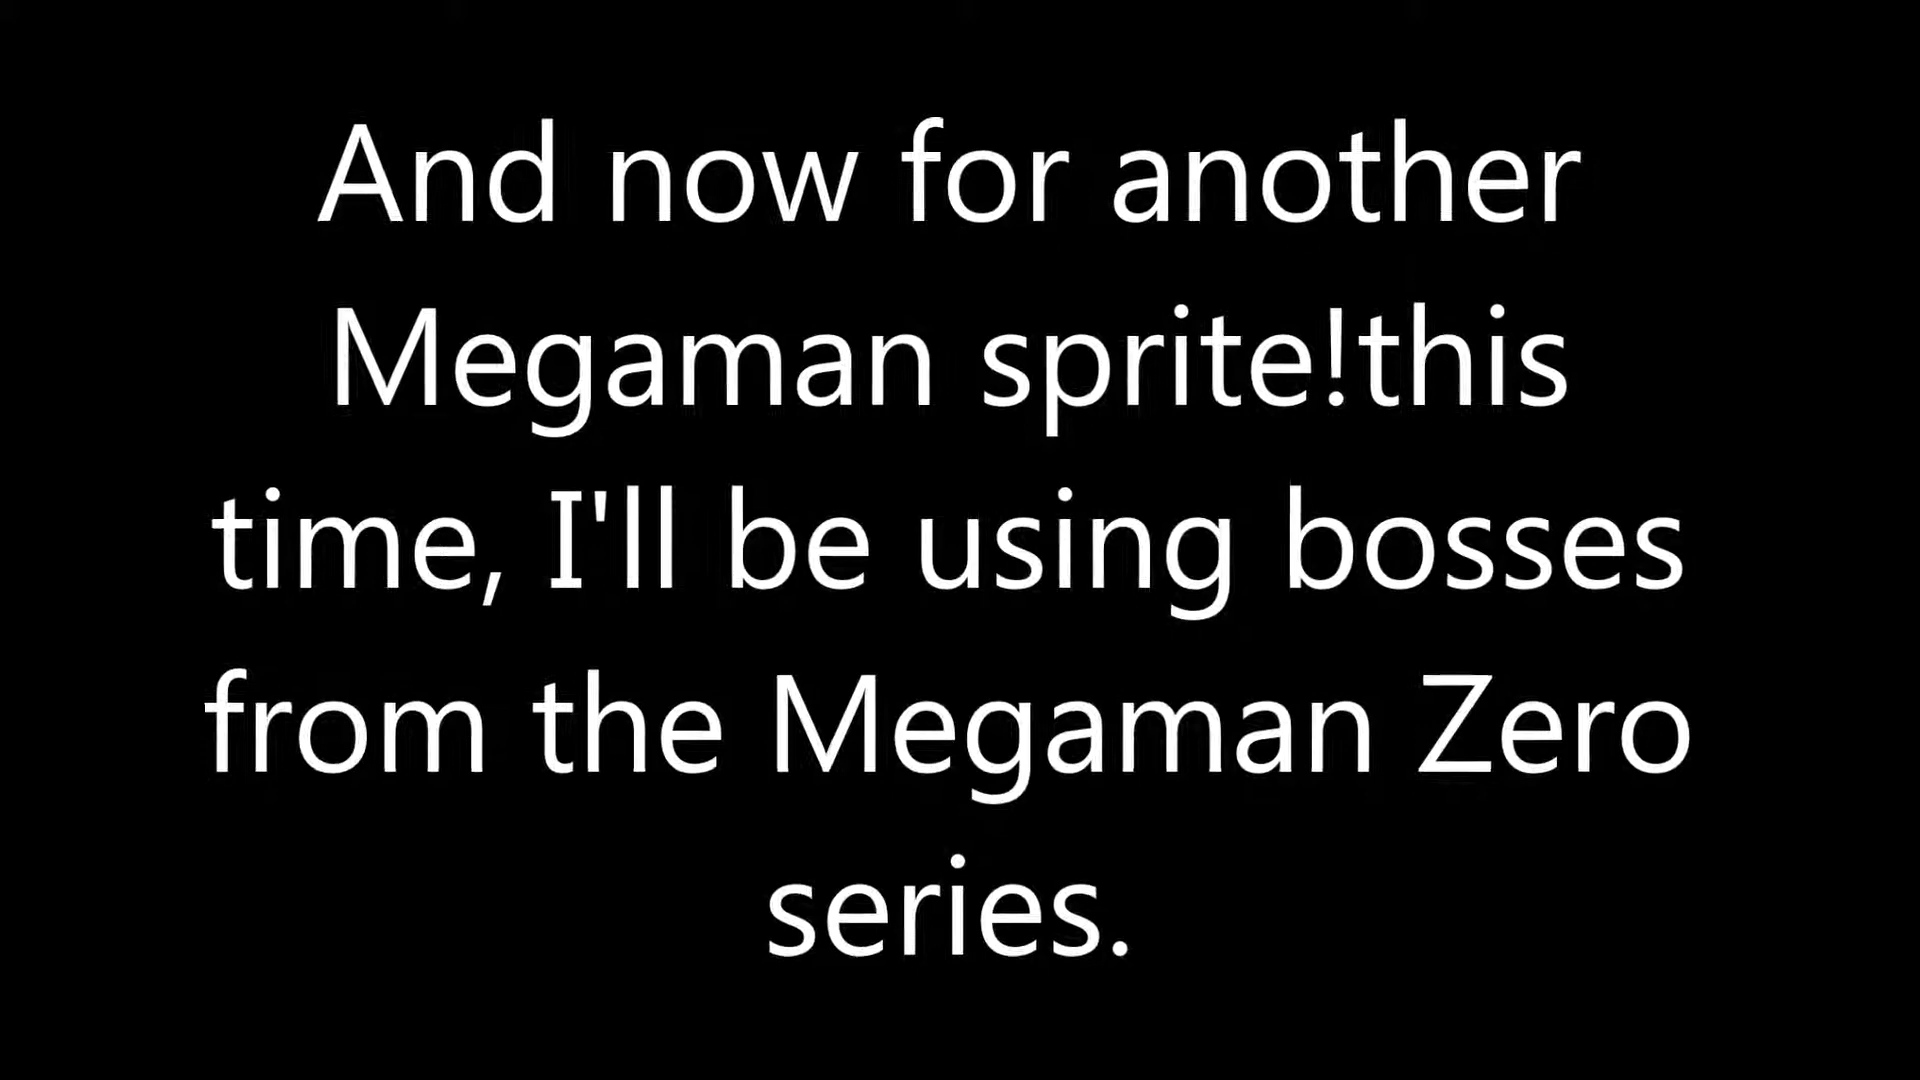 And now for another
Megaman sprite!this
time, I'll be using bosses
from the Megaman Zero
series.